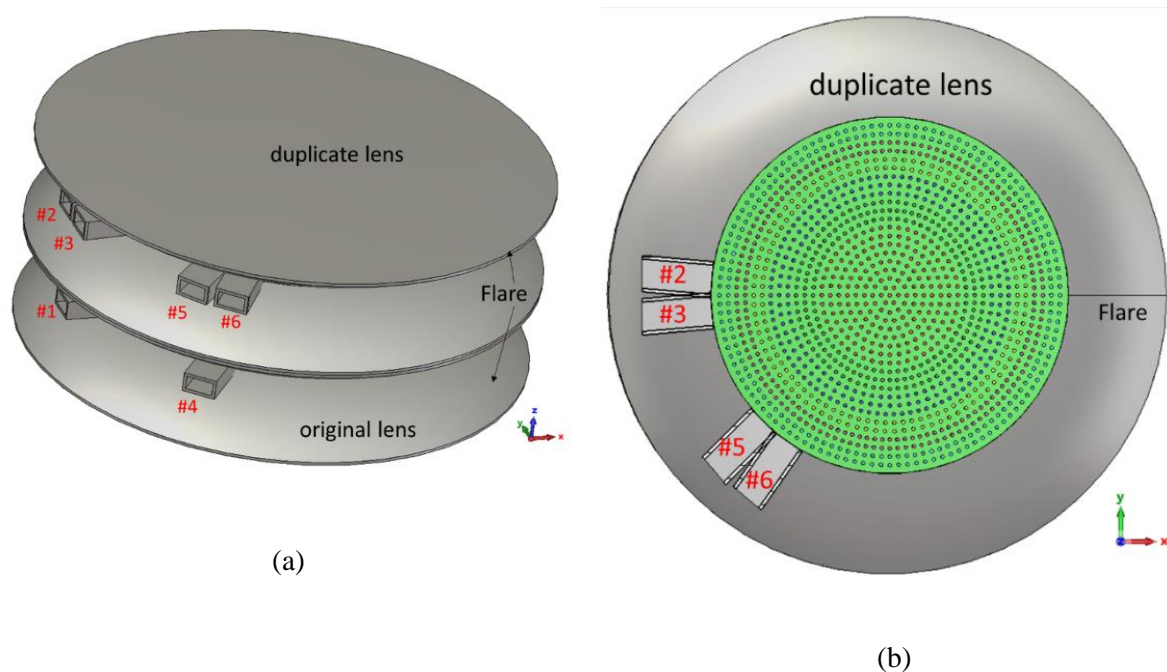 duplicate lens
#2
#3
#5
#6
Flare
#1
#4
original lens
z
y
x
(a)
duplicate lens
#2
#3
Flare
#5
#6
y
z
x
(b)